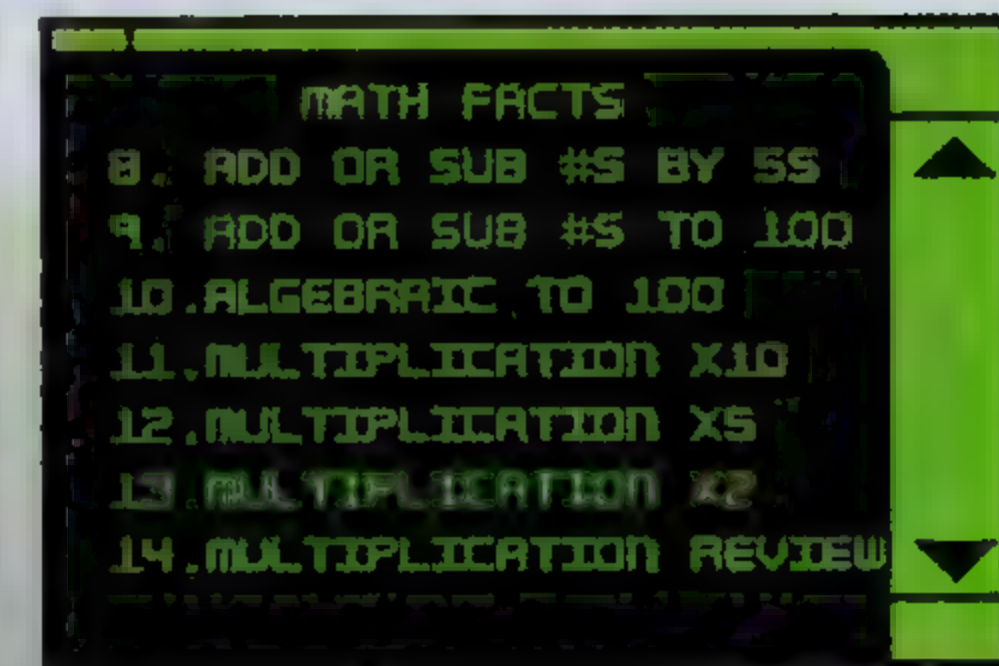 MATH FACTS
8. ADD OR SUB #S BY 5S
9. ADD OR SUB #S TO 100
10.ALGEBRAIC TO 100
11.MULTIPLICATION X10
12.MULTIPLICATION X5
13.MULTIPLICATION X2
14.MULTIPLICATION REVIEW